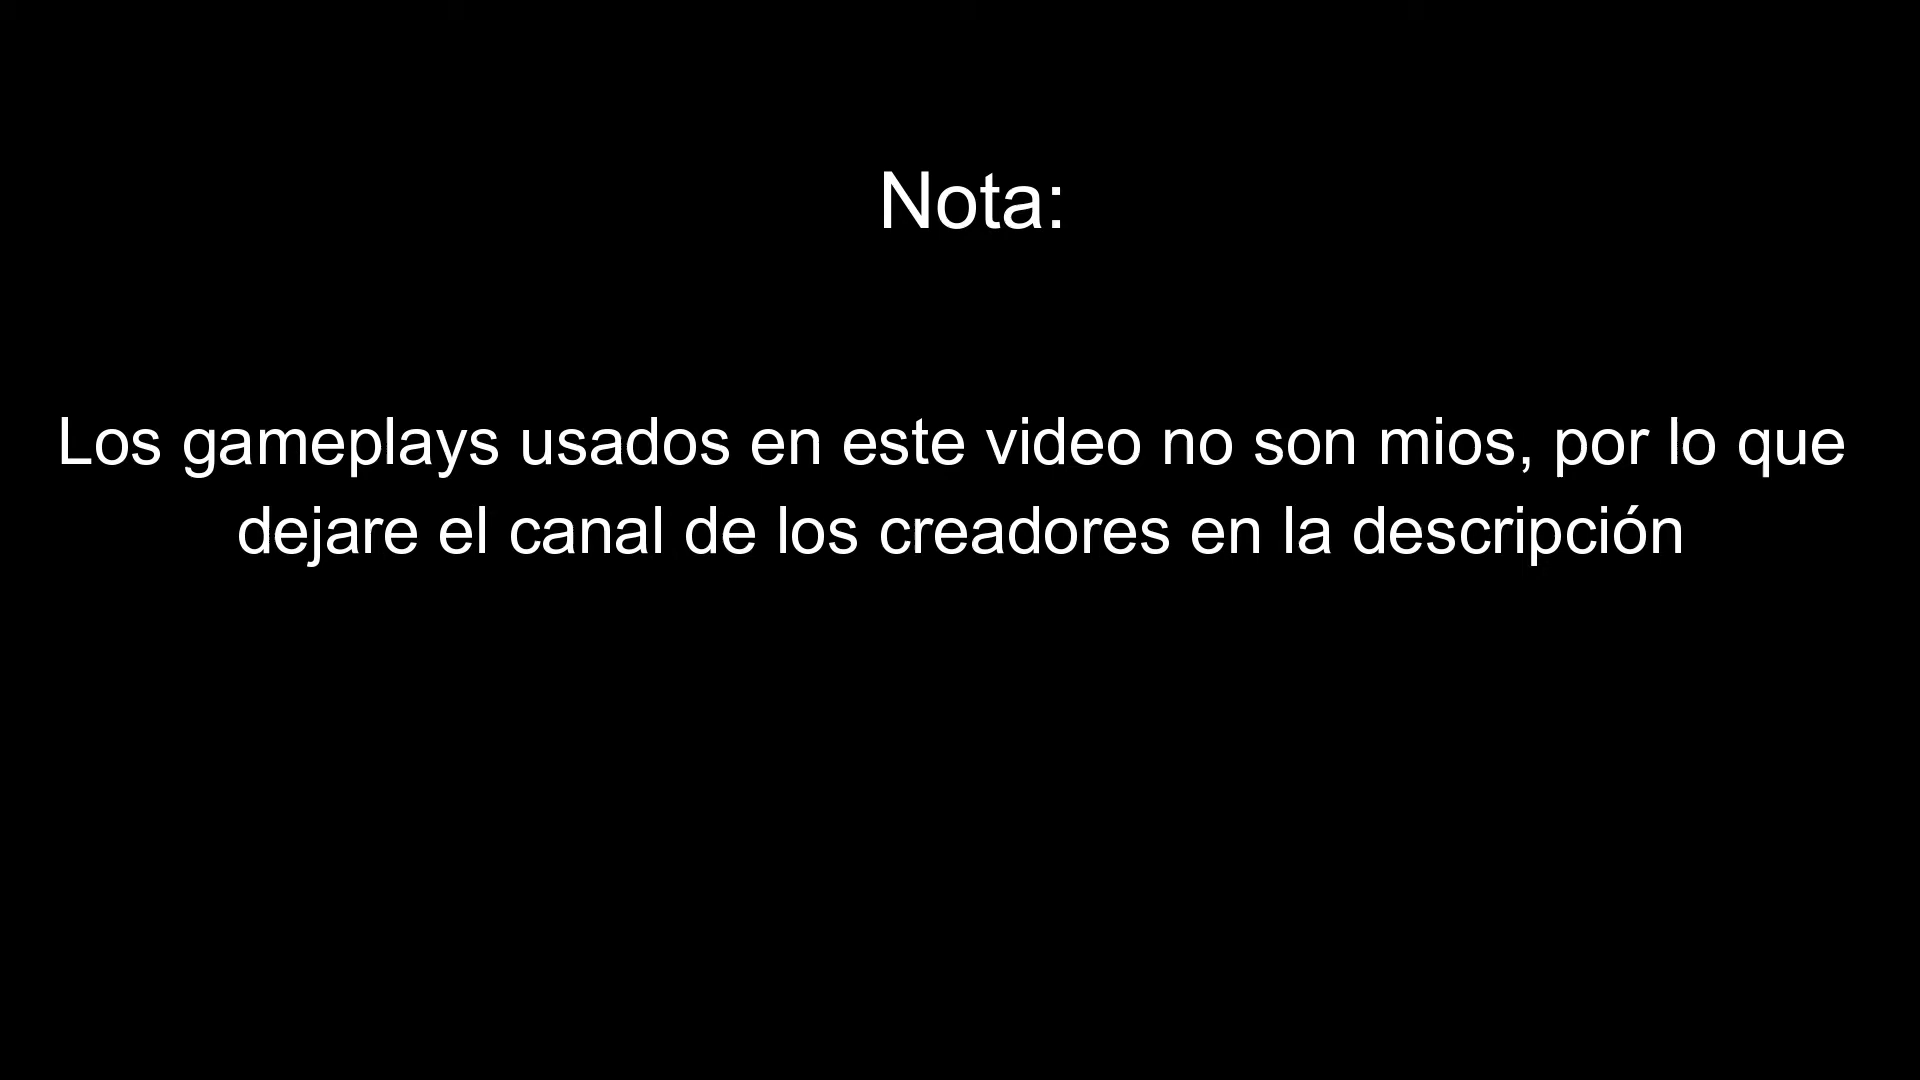 Nota:
Los gameplays usados en este video no son mios, por lo que
dejare el canal de los creadores en la descripción